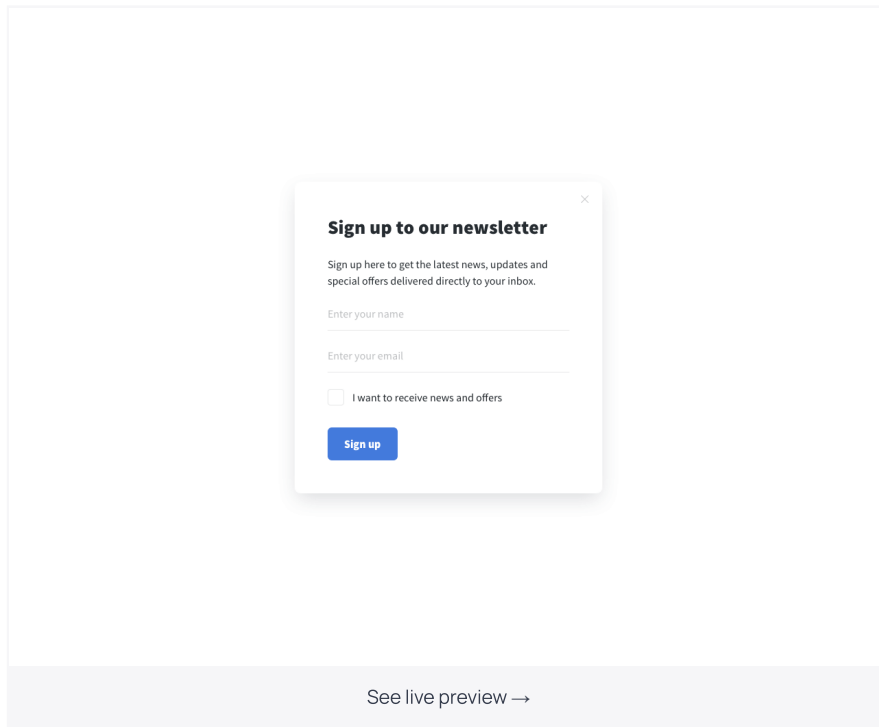 Sign up to our newsletter
Sign up here to get the latest news, updates and
special offers delivered directly to your inbox.
Enter your name
Enter your email
I want to receive news and offers
Sign up
See live preview →